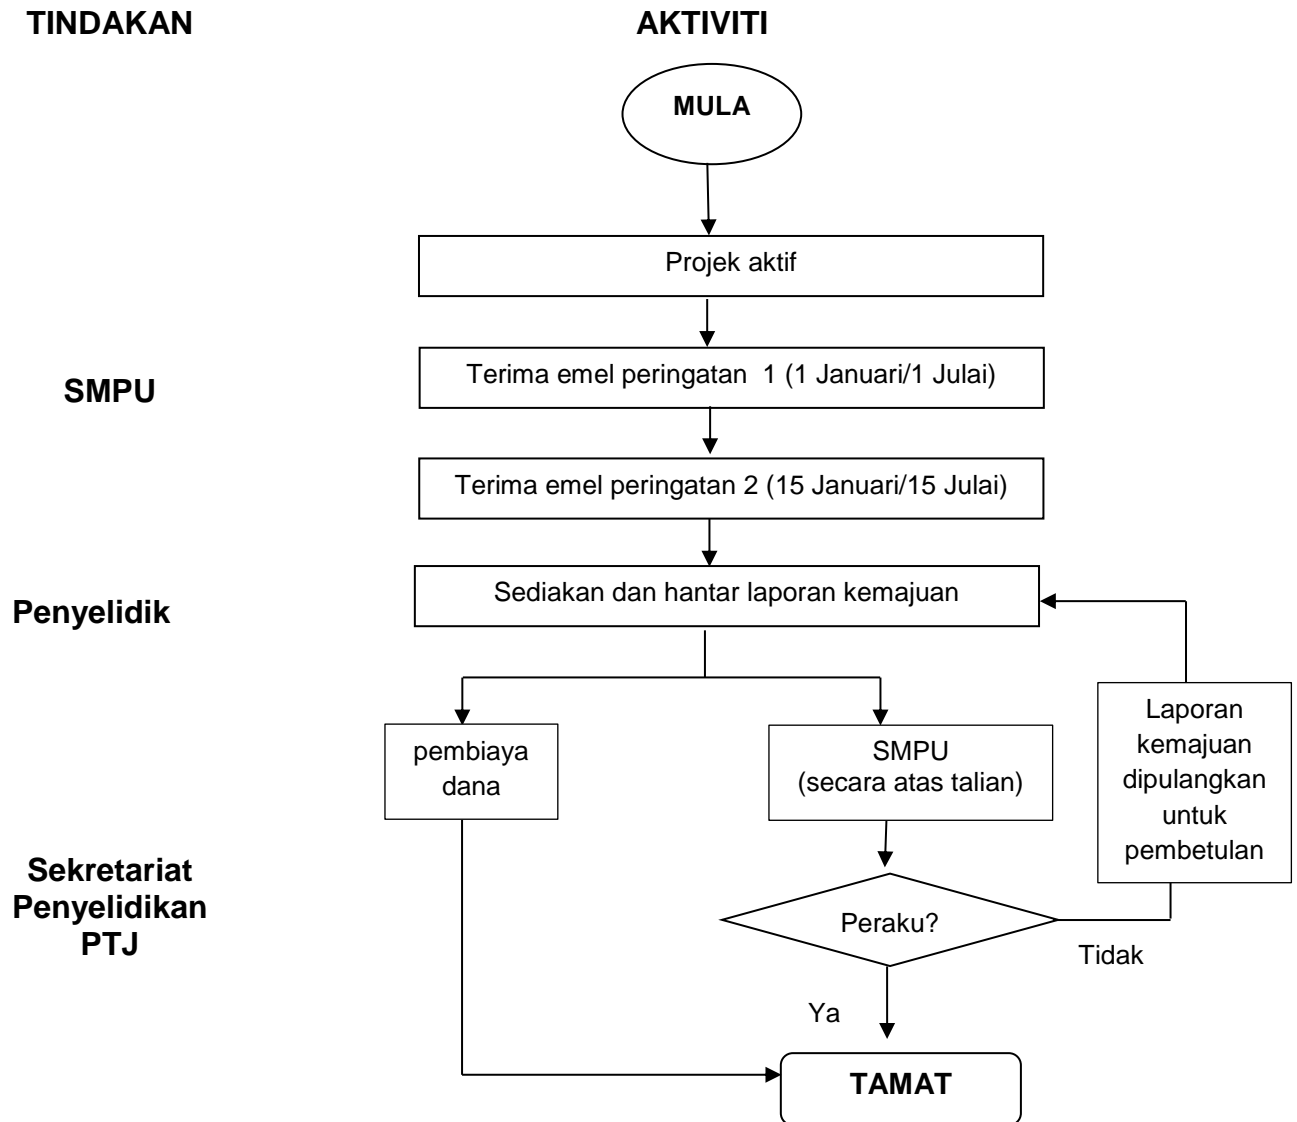 TINDAKAN
AKTIVITI
MULA
Projek aktif
Terima emel peringatan  1 (1 Januari/1 Julai)
SMPU
Terima emel peringatan 2 (15 Januari/15 Julai)
Sediakan dan hantar laporan kemajuan
Penyelidik
pembiaya
dana
SMPU
(secara atas talian)
Laporan
kemajuan
dipulangkan
untuk
pembetulan
Sekretariat
Penyelidikan
PTJ
Peraku?
Tidak
Ya
TAMAT